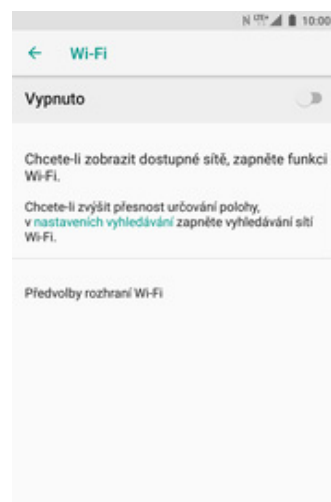 LTE+ 10:00
Wi-Fi
Vypnuto
Chcete-li zobrazit dostupné sítě, zapněte funkci
Wi-Fi.
Chcete-li zvýšit přesnost určování polohy,
v nastaveních vyhledávání zapněte vyhledávání sítí
Wi-Fi.
Předvolby rozhraní Wi-Fi